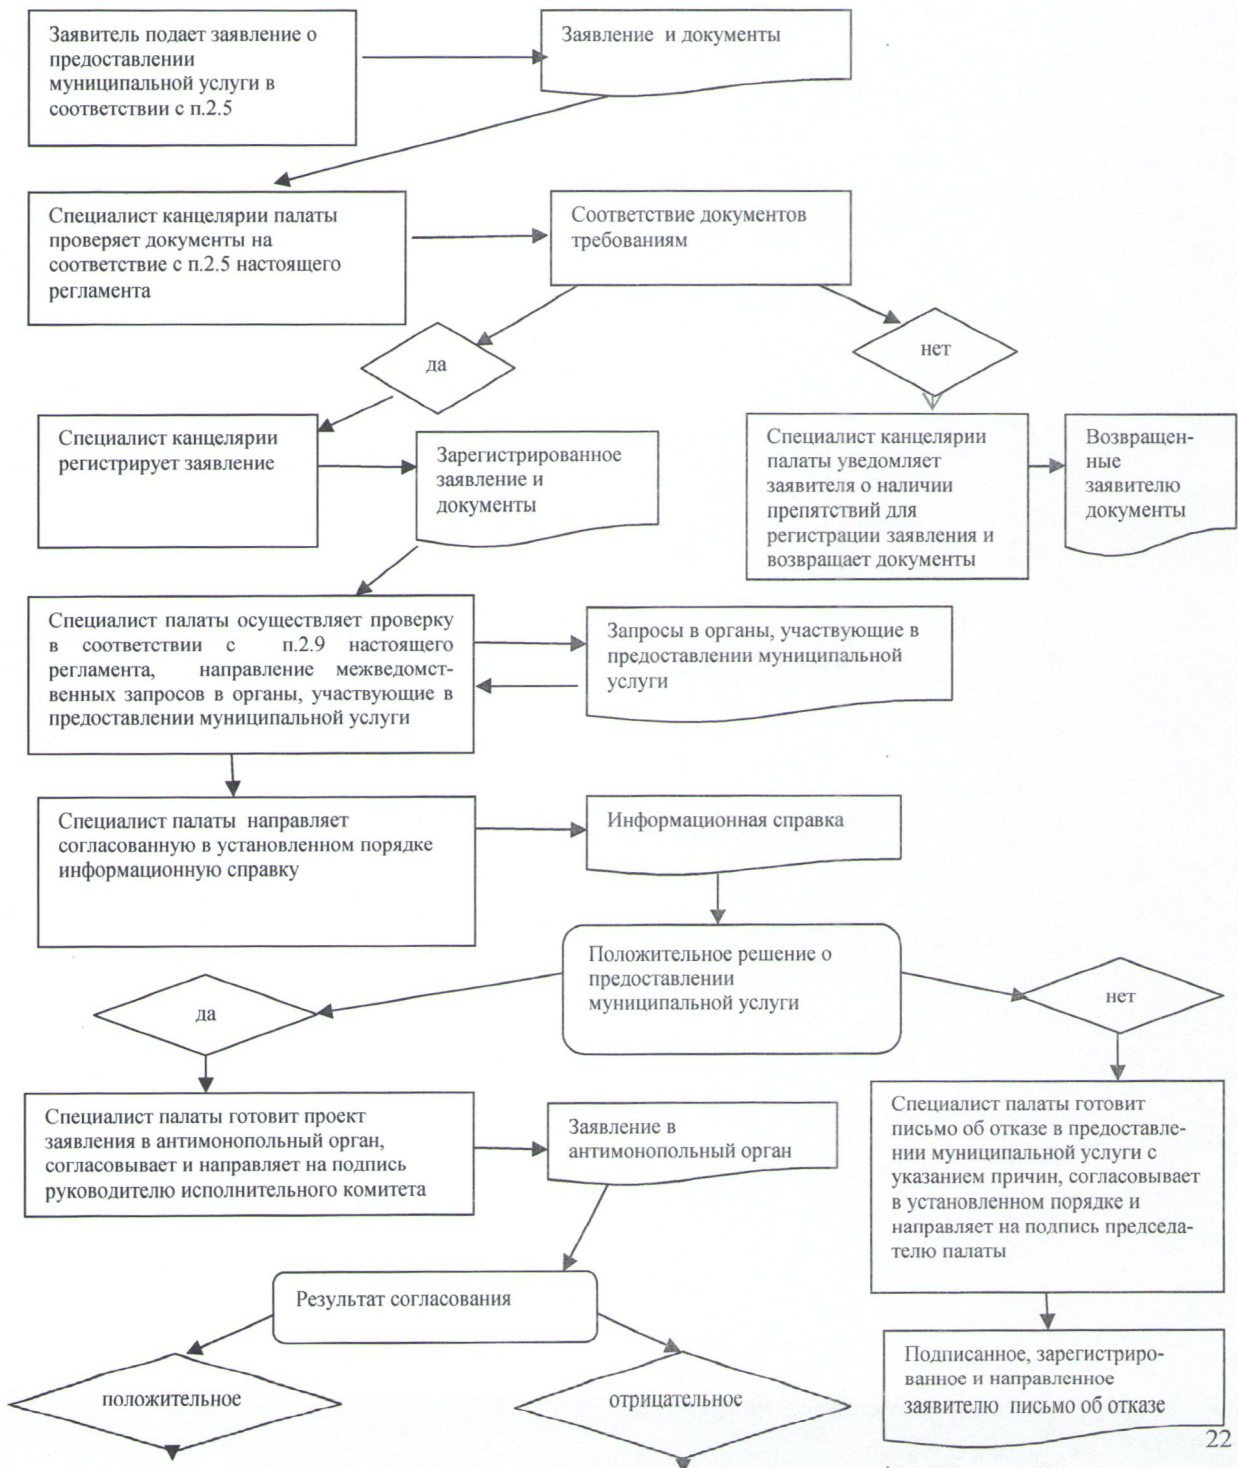 Заявитель подает заявление о
предоставлении
муниципальной услуги в
соответствии с п.2.5
Заявление и документы
Специалист канцелярии палаты
проверяет документы на
соответствие с п.2.5 настоящего
регламента
Соответствие документов
требованиям
да
нет
Специалист канцелярии
регистрирует заявление
Зарегистрированное
заявление и
документы
Специалист канцелярии
палаты уведомляет
заявителя о наличии
препятствий для
регистрации заявления и
возвращает документы
Возвращен-
ные
заявителю
документы
Специалист палаты осуществляет проверку
в соответствии с п.2.9 настоящего
регламента, направление межведомст-
венных запросов в органы, участвующие в
предоставлении муниципальной услуги
Запросы в органы, участвующие в
предоставлении муниципальной
услуги
Специалист палаты направляет
согласованную в установленном порядке
информационную справку
Информационная справка
Положительное решение о
предоставлении
муниципальной услуги
да
нет
Специалист палаты готовит проект
заявления в антимонопольный орган,
согласовывает и направляет на подпись
руководителю исполнительного комитета
Заявление в
антимонопольный орган
Специалист палаты готовит
письмо об отказе в предоставле-
нии муниципальной услуги с
указанием причин, согласовывает
в установленном порядке и
направляет на подпись председа-
телю палаты
Результат согласования
положительное
отрицательное
Подписанное, зарегистриро-
ванное и направленное
заявителю письмо об отказе
22